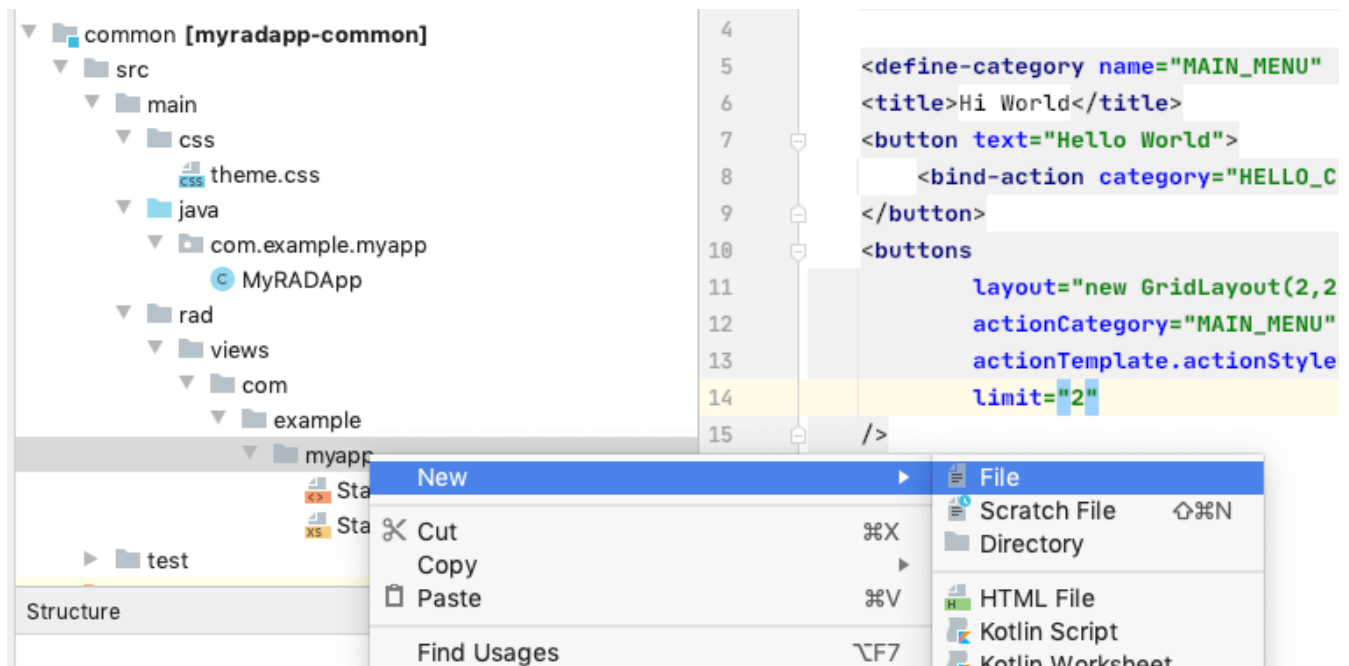 common [myradapp-common]
src
main
css
theme.css
java
com.example.myapp
MyRADApp
rad
views
com
example
myapp
Sta
Sta
test
Structure
4
5 <define-category name="MAIN_MENU"
6 <title>Hi World</title>
7 <button text="Hello World">
8 <bind-action category="HELLO_C
9 </button>
10 <buttons
11 layout="new GridLayout(2,2
12 actionCategory="MAIN_MENU"
13 actionTemplate.actionStyle
14 limit="2"
15 />
New
Cut ⌘X
Copy
Paste ⌘V
Find Usages ⌥F7
File
Scratch File ⇧⌘N
Directory
HTML File
Kotlin Script
Kotlin Worksheet